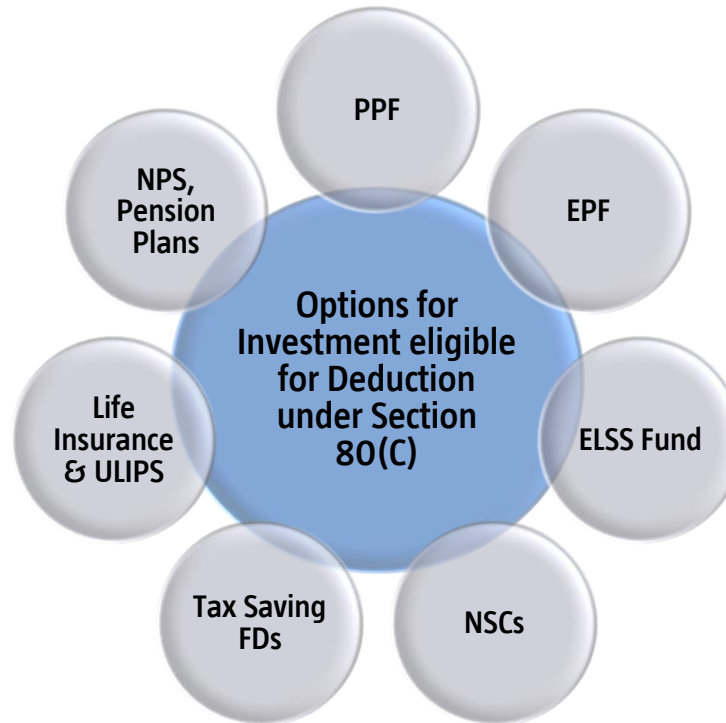 PPF
EPF
ELSS Fund
NSCs
Tax Saving
FDs
Life
Insurance
& ULIPS
NPS,
Pension
Plans
Options for
Investment eligible
for Deduction
under Section
80(C)